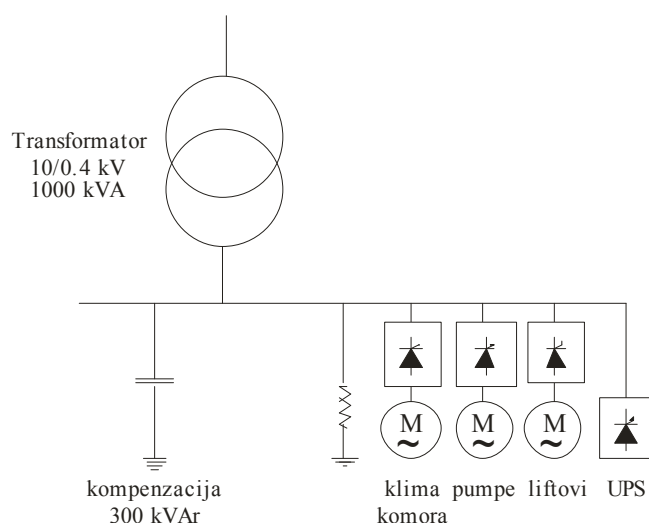 Transformator
10/0.4 kV
1000 kVA
M
~
M
~
M
~
kompenzacija
300 kVAr
klima
komora
pumpe
liftovi
UPS